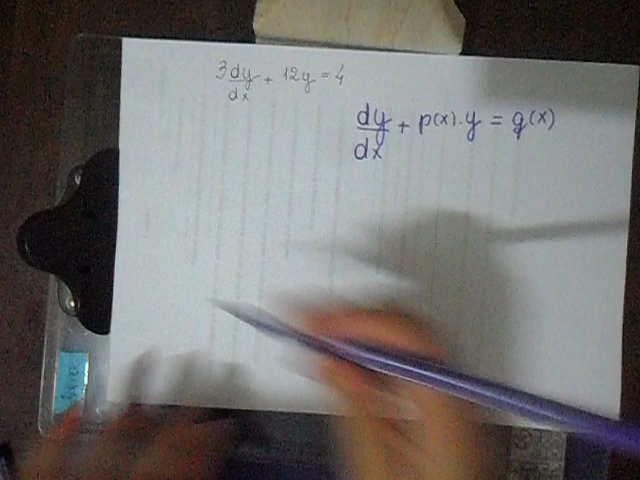 3dy/dx + 12y = 4
dy/dx + p(x).y = g(x)